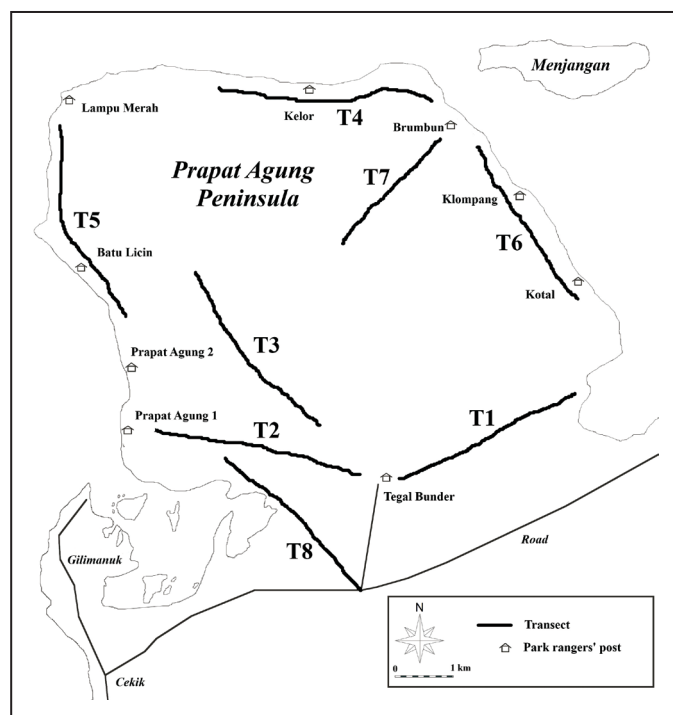 Menjangan
Lampu Merah
Kelor
T4
Brumbun
Prapat Agung
Peninsula
T7
Klompang
T6
T5
Batu Licin
Kotal
T3
Prapat Agung 2
Prapat Agung 1
T2
T1
Tegal Bunder
T8
Road
Gilimanuk
Cekik
N
Transect
Park rangers' post
0 1 km